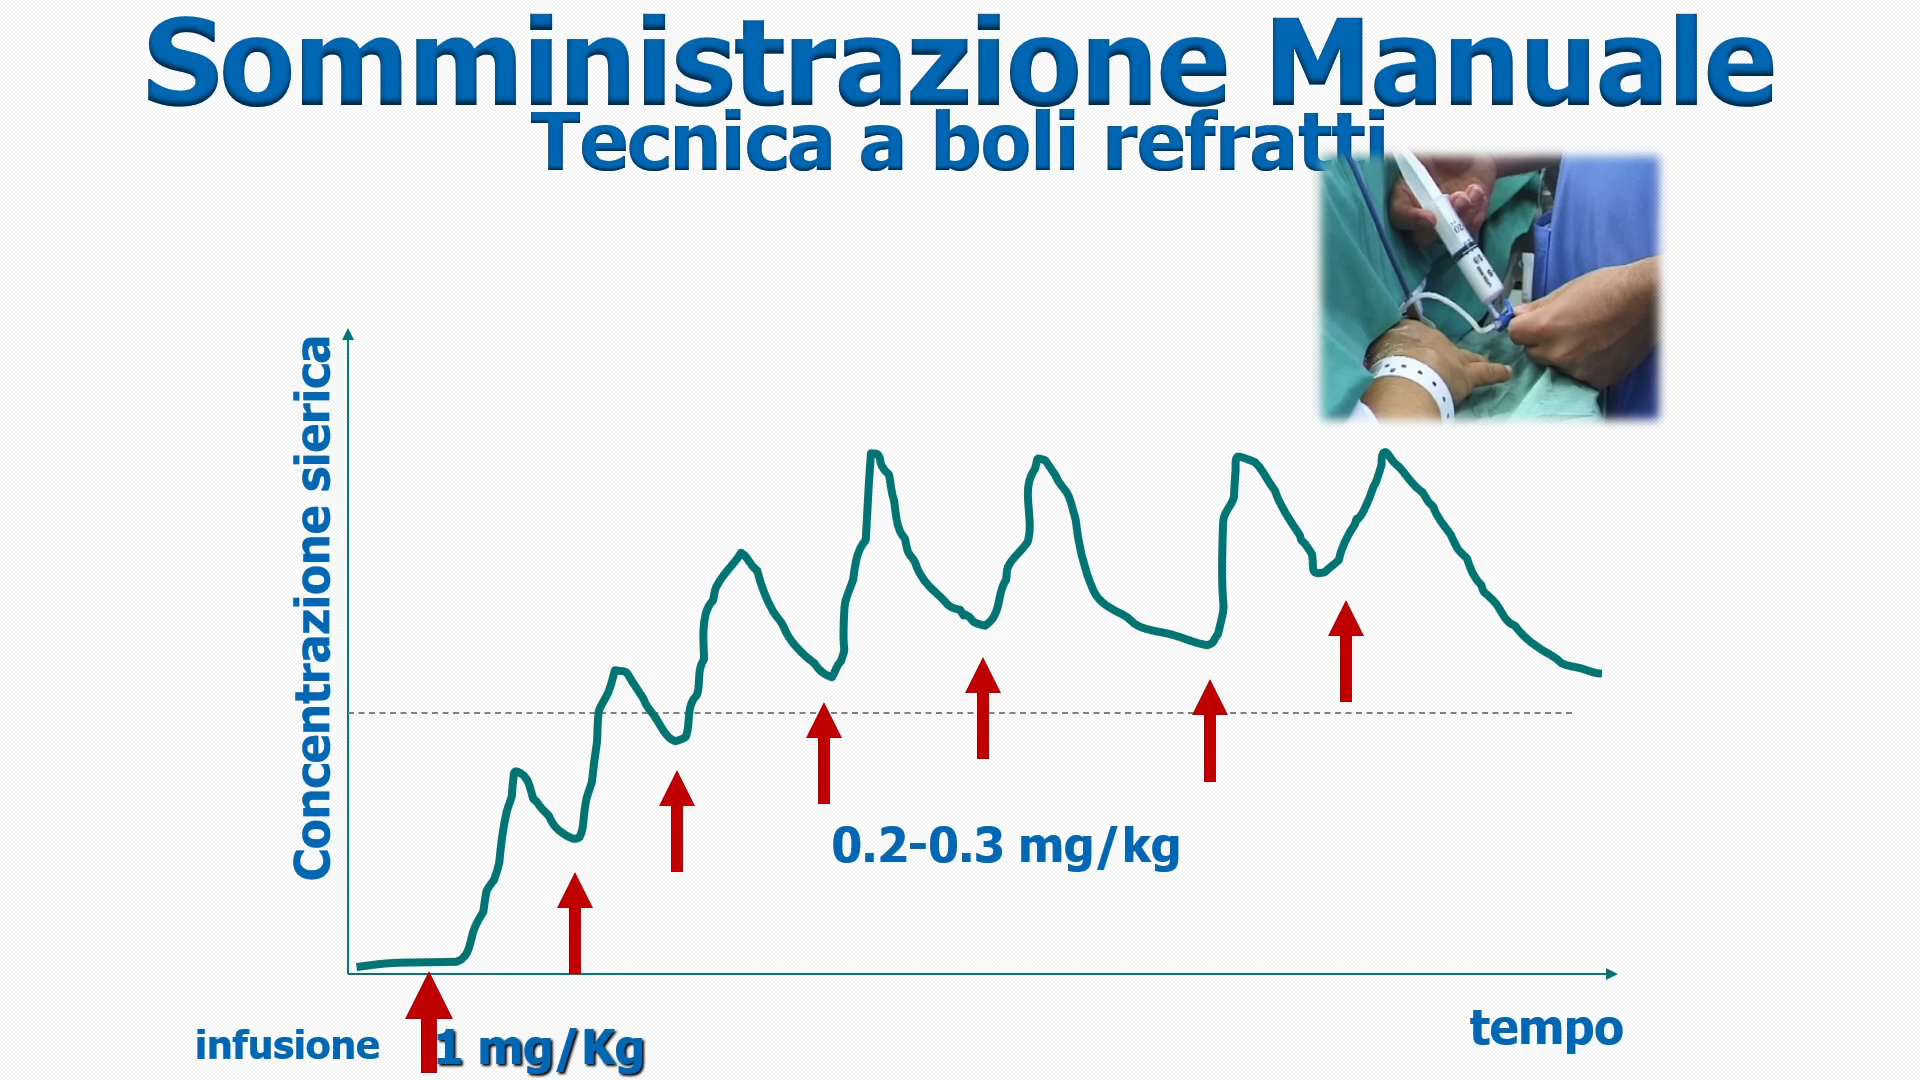 Somministrazione Manuale
Tecnica a boli refratti
Concentrazione sierica
0.2-0.3 mg/kg
tempo
infusione
1 mg/Kg